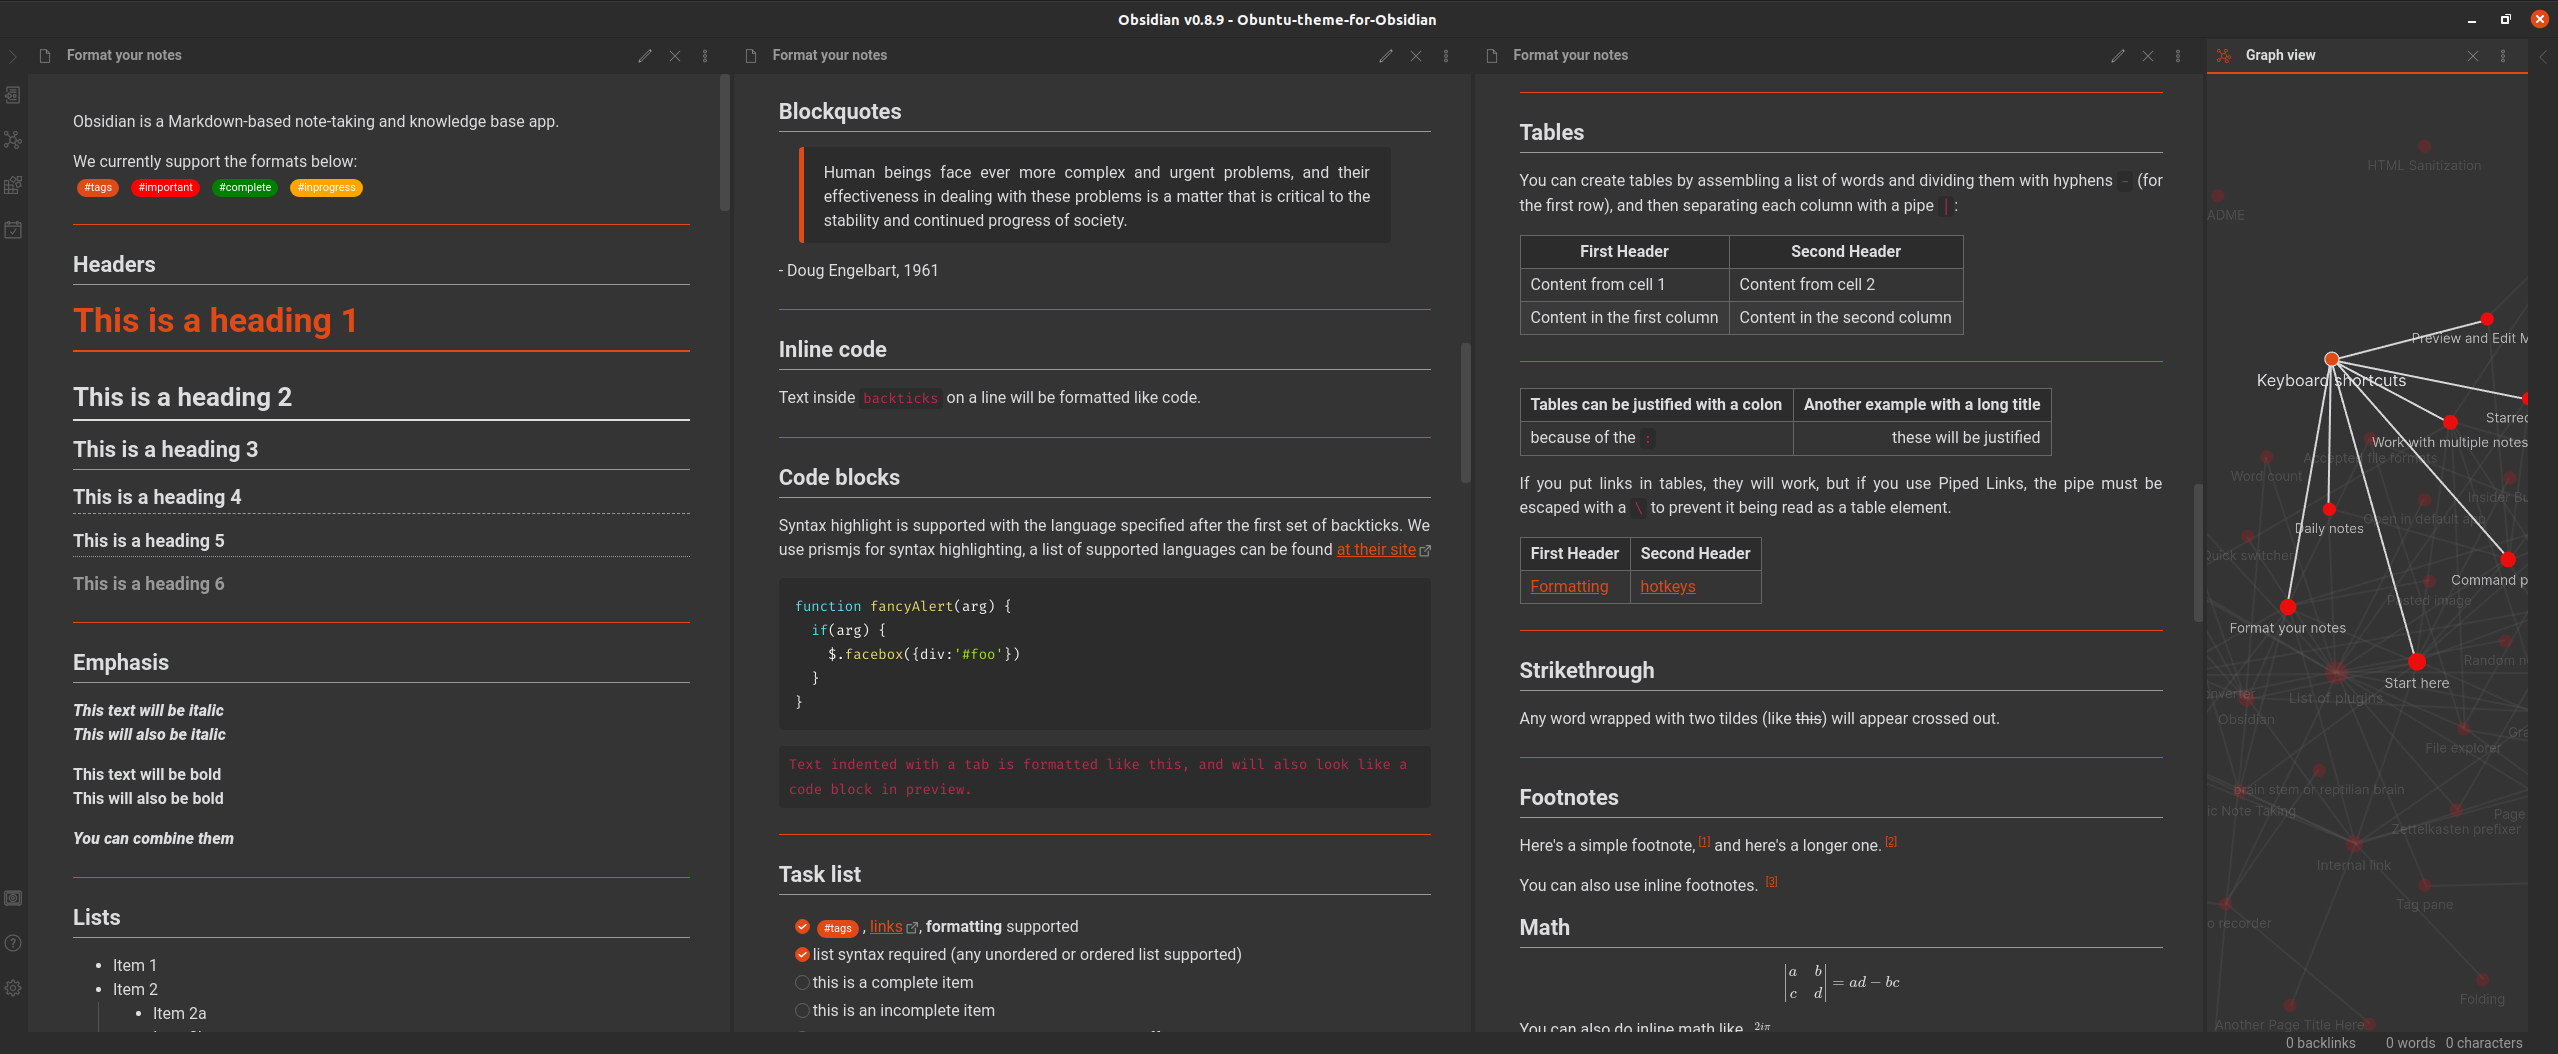 Obsidian v0.8.9 - Obuntu-theme-for-Obsidian
Format your notes
Obsidian is a Markdown-based note-taking and knowledge base app.
We currently support the formats below:
#tags #important #complete #inprogress
Headers
This is a heading 1
This is a heading 2
This is a heading 3
This is a heading 4
This is a heading 5
This is a heading 6
Emphasis
This text will be italic
This will also be italic
This text will be bold
This will also be bold
You can combine them
Lists
Item 1
Item 2
Item 2a
Format your notes
Blockquotes
Human beings face ever more complex and urgent problems, and their
effectiveness in dealing with these problems is a matter that is critical to the
stability and continued progress of society.
- Doug Engelbart, 1961
Inline code
Text inside backticks on a line will be formatted like code.
Code blocks
Syntax highlight is supported with the language specified after the first set of backticks. We
use prismjs for syntax highlighting, a list of supported languages can be found at their site
function fancyAlert(arg) {
if(arg) {
$.facebox({div:'#foo'})
}
}
Text indented with a tab is formatted like this, and will also look like a
code block in preview.
Task list
#tags , links , formatting supported
list syntax required (any unordered or ordered list supported)
this is a complete item
this is an incomplete item
Format your notes
Tables
You can create tables by assembling a list of words and dividing them with hyphens - (for
the first row), and then separating each column with a pipe | :
First Header Second Header
Content from cell 1 Content from cell 2
Content in the first column Content in the second column
Tables can be justified with a colon Another example with a long title
because of the : these will be justified
If you put links in tables, they will work, but if you use Piped Links, the pipe must be
escaped with a \ to prevent it being read as a table element.
First Header Second Header
Formatting hotkeys
Strikethrough
Any word wrapped with two tildes (like this) will appear crossed out.
Footnotes
Here's a simple footnote, [1] and here's a longer one. [2]
You can also use inline footnotes. [3]
Math
|a b
c d| = ad − bc
You can also do inline math like 2iπ
Graph view
HTML Sanitization
ADME
Preview and Edit M
Keyboard shortcuts
Starred
Work with multiple notes
Accepted file formats
Word count
Insider Bu
Open in default app
Daily notes
Quick switcher
Command p
Pasted image
Format your notes
Random n
Start here
onverter
List of plugins
Obsidian
Gra
File explorer
brain stem or reptilian brain
ic Note Taking
Page
Zettelkasten prefixer
Internal link
Tag pane
o recorder
Folding
Another Page Title Here
0 backlinks 0 words 0 characters